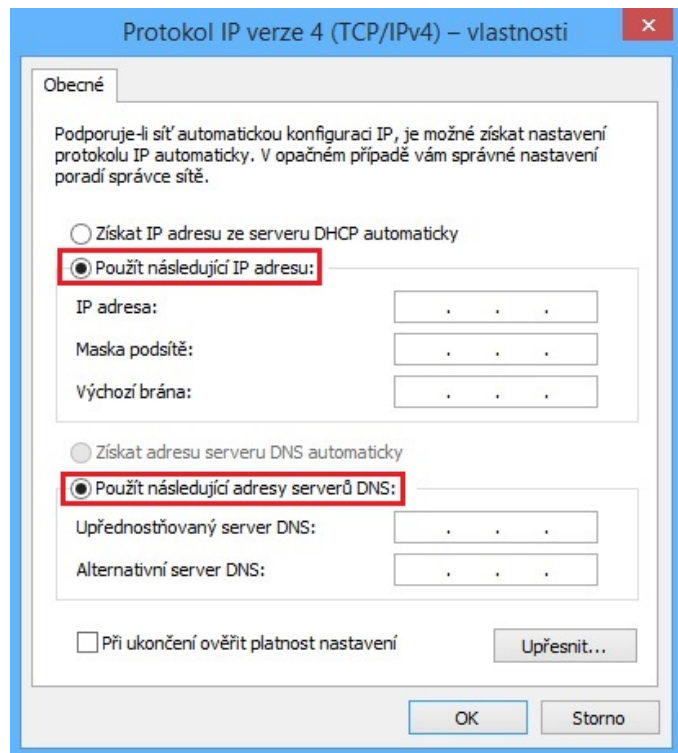 Protokol IP verze 4 (TCP/IPv4) – vlastnosti
Obecné
Podporuje-li síť automatickou konfiguraci IP, je možné získat nastavení
protokolu IP automaticky. V opačném případě vám správné nastavení
poradí správce sítě.
Získat IP adresu ze serveru DHCP automaticky
Použít následující IP adresu:
IP adresa:
Maska podsítě:
Výchozí brána:
Získat adresu serveru DNS automaticky
Použít následující adresy serverů DNS:
Upřednostňovaný server DNS:
Alternativní server DNS:
Při ukončení ověřit platnost nastavení
Upřesnit...
OK
Storno